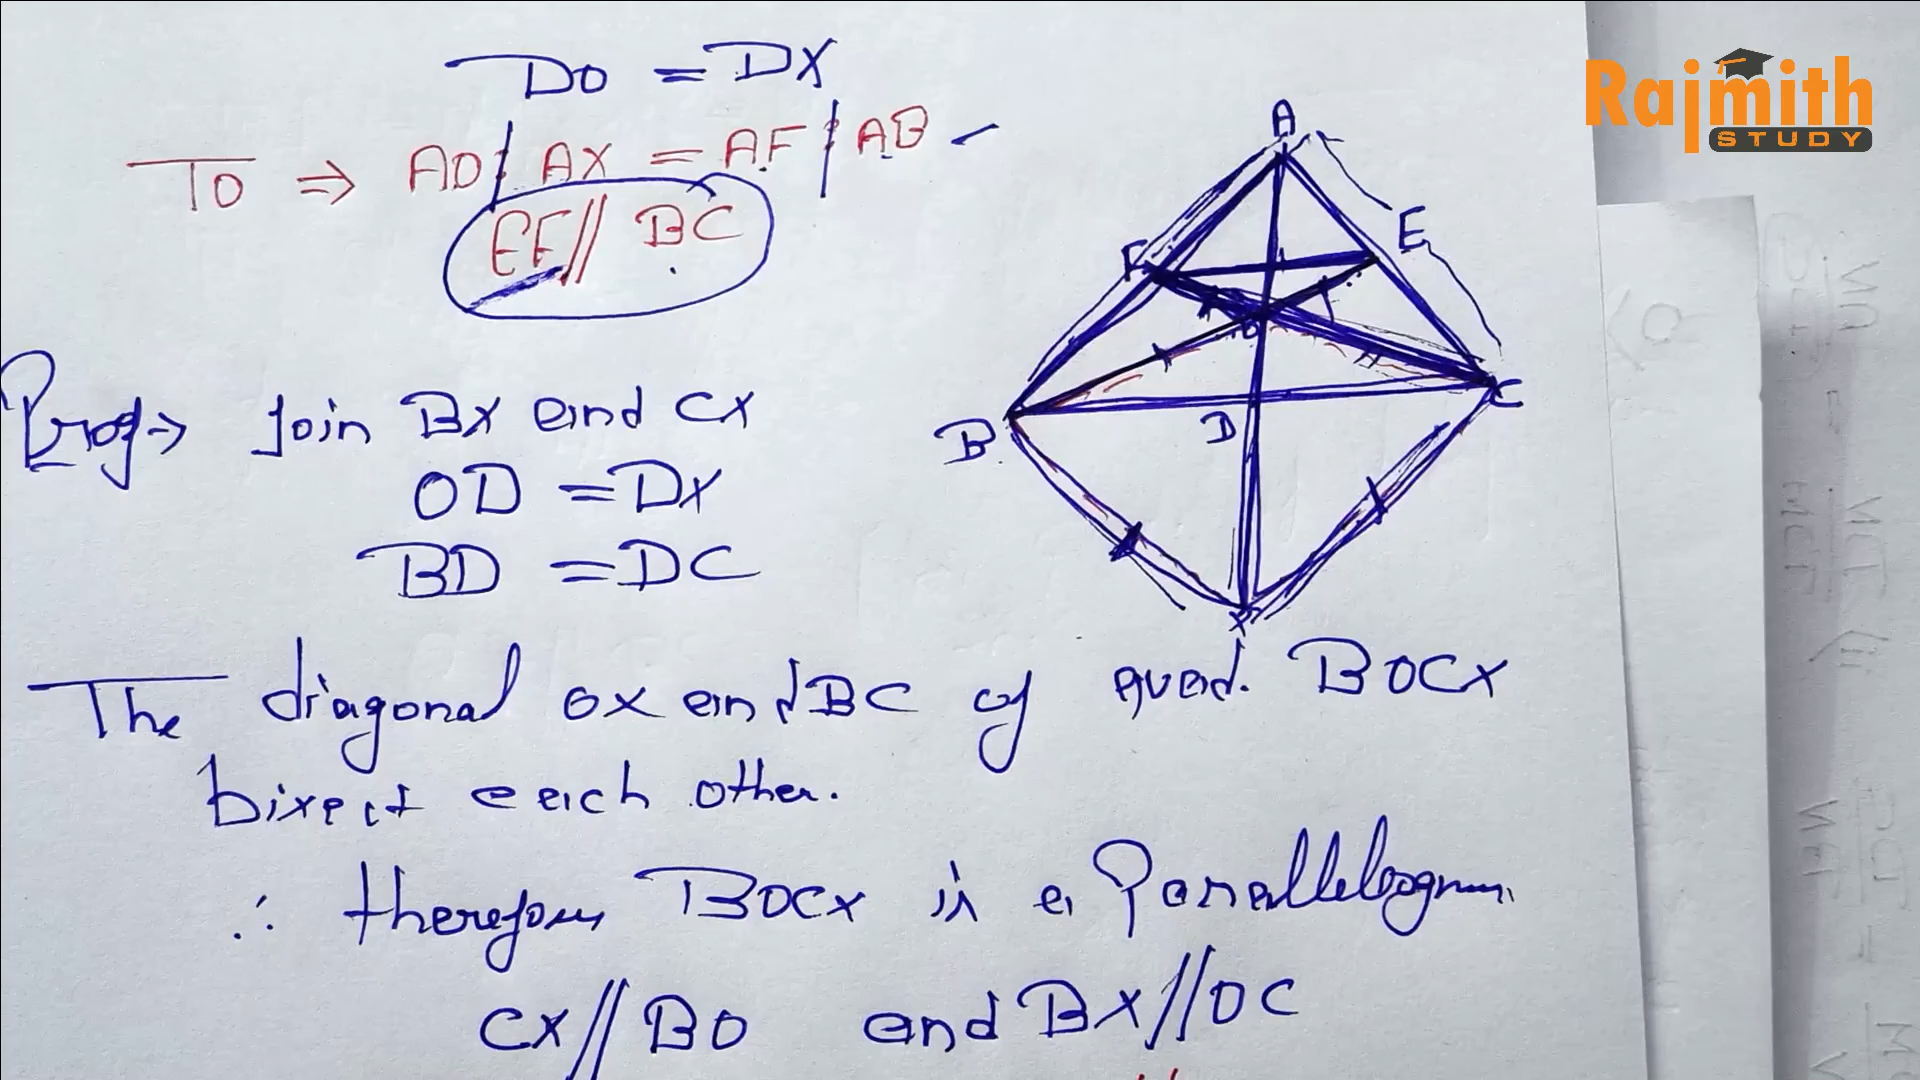 DO = DX
TO ⇒ AO/AX = AF/AB
EF // BC
Join BX and CX
OD = DX
BD = DC
The diagonal OX and BC of quad. BOCX
bisect each other.
∴ therefore BOCX is a Parallelogram
CX // BO and BX // OC
A
E
F
O
B
D
C
X
Rajmith
STUDY